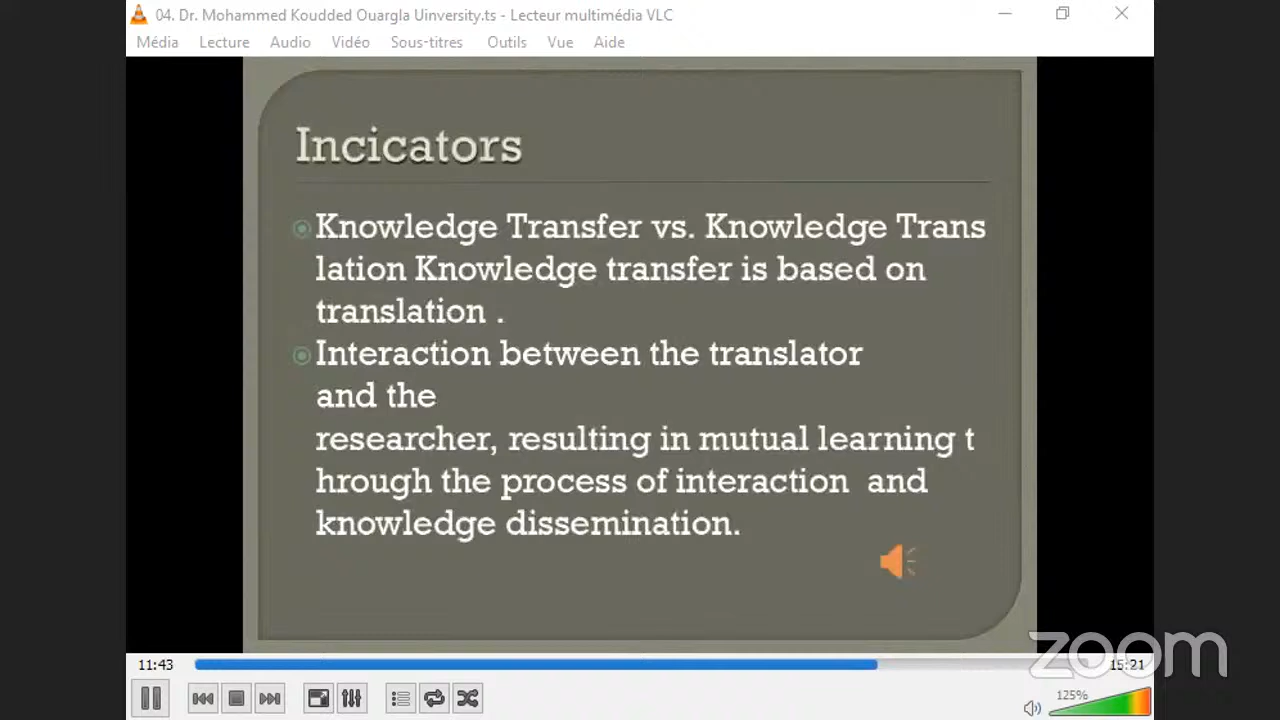 04. Dr. Mohammed Koudded Ouargla Uinversity.ts - Lecteur multimédia VLC
Média Lecture Audio Vidéo Sous-titres Outils Vue Aide
Incicators
Knowledge Transfer vs. Knowledge Trans
lation Knowledge transfer is based on
translation .
Interaction between the translator
and the
researcher, resulting in mutual learning t
hrough the process of interaction and
knowledge dissemination.
11:43
15:21
zoom
125%